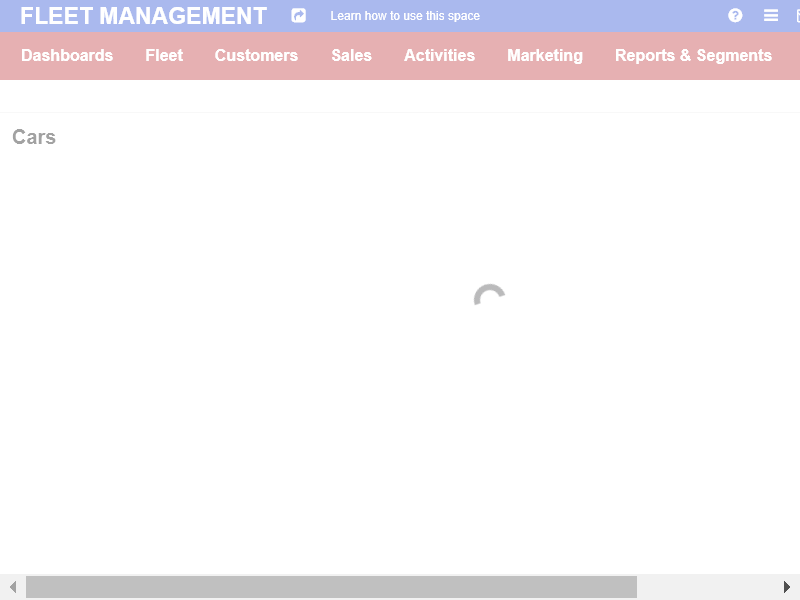 FLEET MANAGEMENT Learn how to use this space
Dashboards Fleet Customers Sales Activities Marketing Reports & Segments
Cars